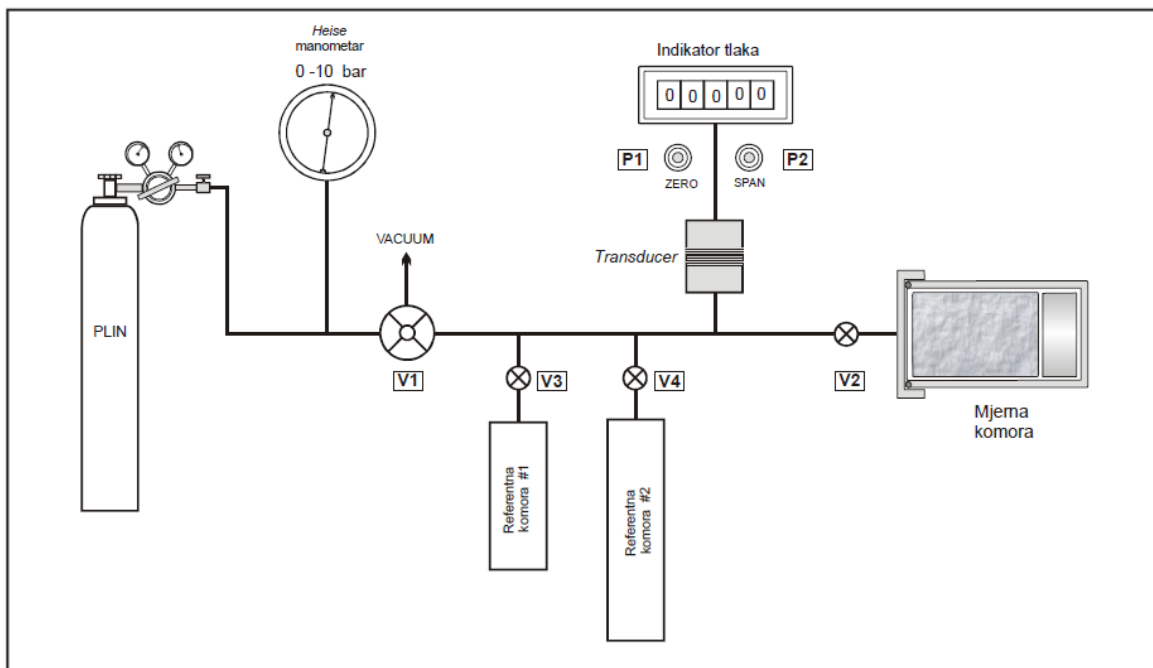 Heise
manometar
0 -10 bar
Indikator tlaka
0 0 0 0 0
P1
P2
ZERO
SPAN
VACUUM
Transducer
PLIN
V1
V3
V4
V2
Mjerna
komora
Referentna
komora #1
Referentna
komora #2